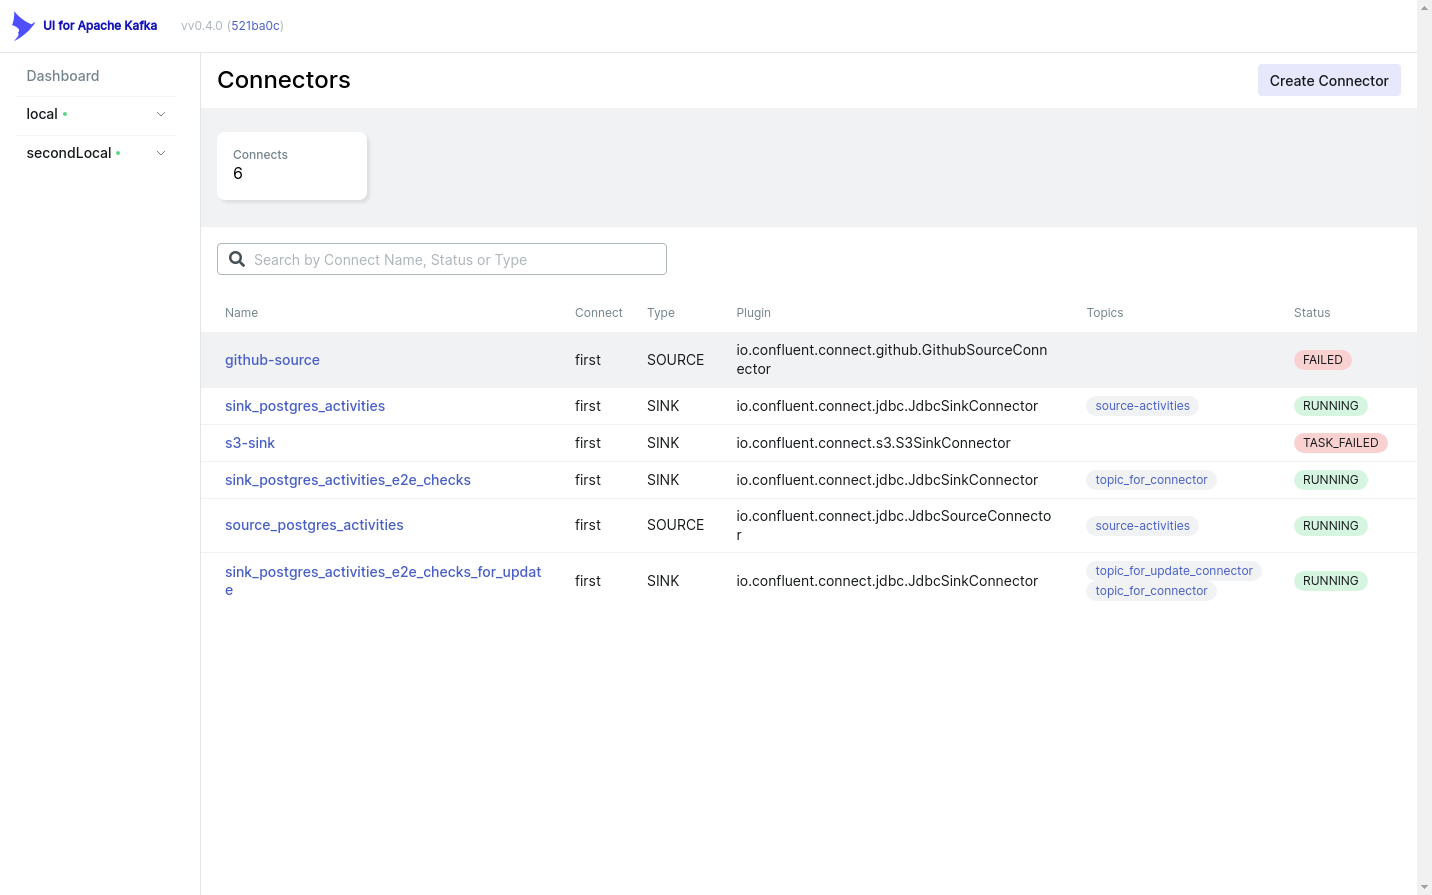 UI for Apache Kafka vv0.4.0 (521ba0c)
Dashboard
local
secondLocal
Connectors
Create Connector
Connects
6
Search by Connect Name, Status or Type
Name Connect Type Plugin Topics Status
github-source first SOURCE io.confluent.connect.github.GithubSourceConn
ector FAILED
sink_postgres_activities first SINK io.confluent.connect.jdbc.JdbcSinkConnector source-activities RUNNING
s3-sink first SINK io.confluent.connect.s3.S3SinkConnector TASK_FAILED
sink_postgres_activities_e2e_checks first SINK io.confluent.connect.jdbc.JdbcSinkConnector topic_for_connector RUNNING
source_postgres_activities first SOURCE io.confluent.connect.jdbc.JdbcSourceConnecto
r source-activities RUNNING
sink_postgres_activities_e2e_checks_for_updat
e first SINK io.confluent.connect.jdbc.JdbcSinkConnector topic_for_update_connector
topic_for_connector RUNNING